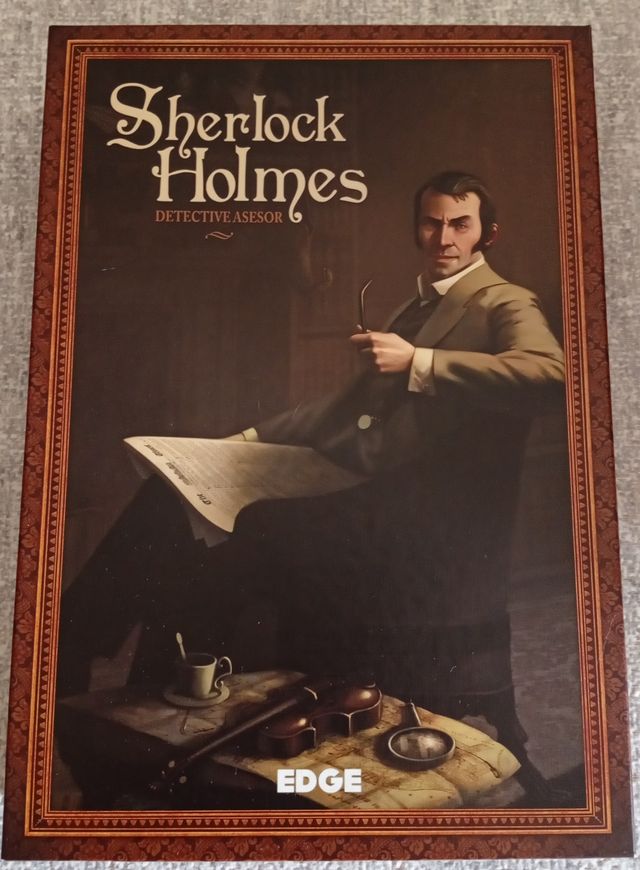 Sherlock
Holmes
DETECTIVE ASESOR
EDGE